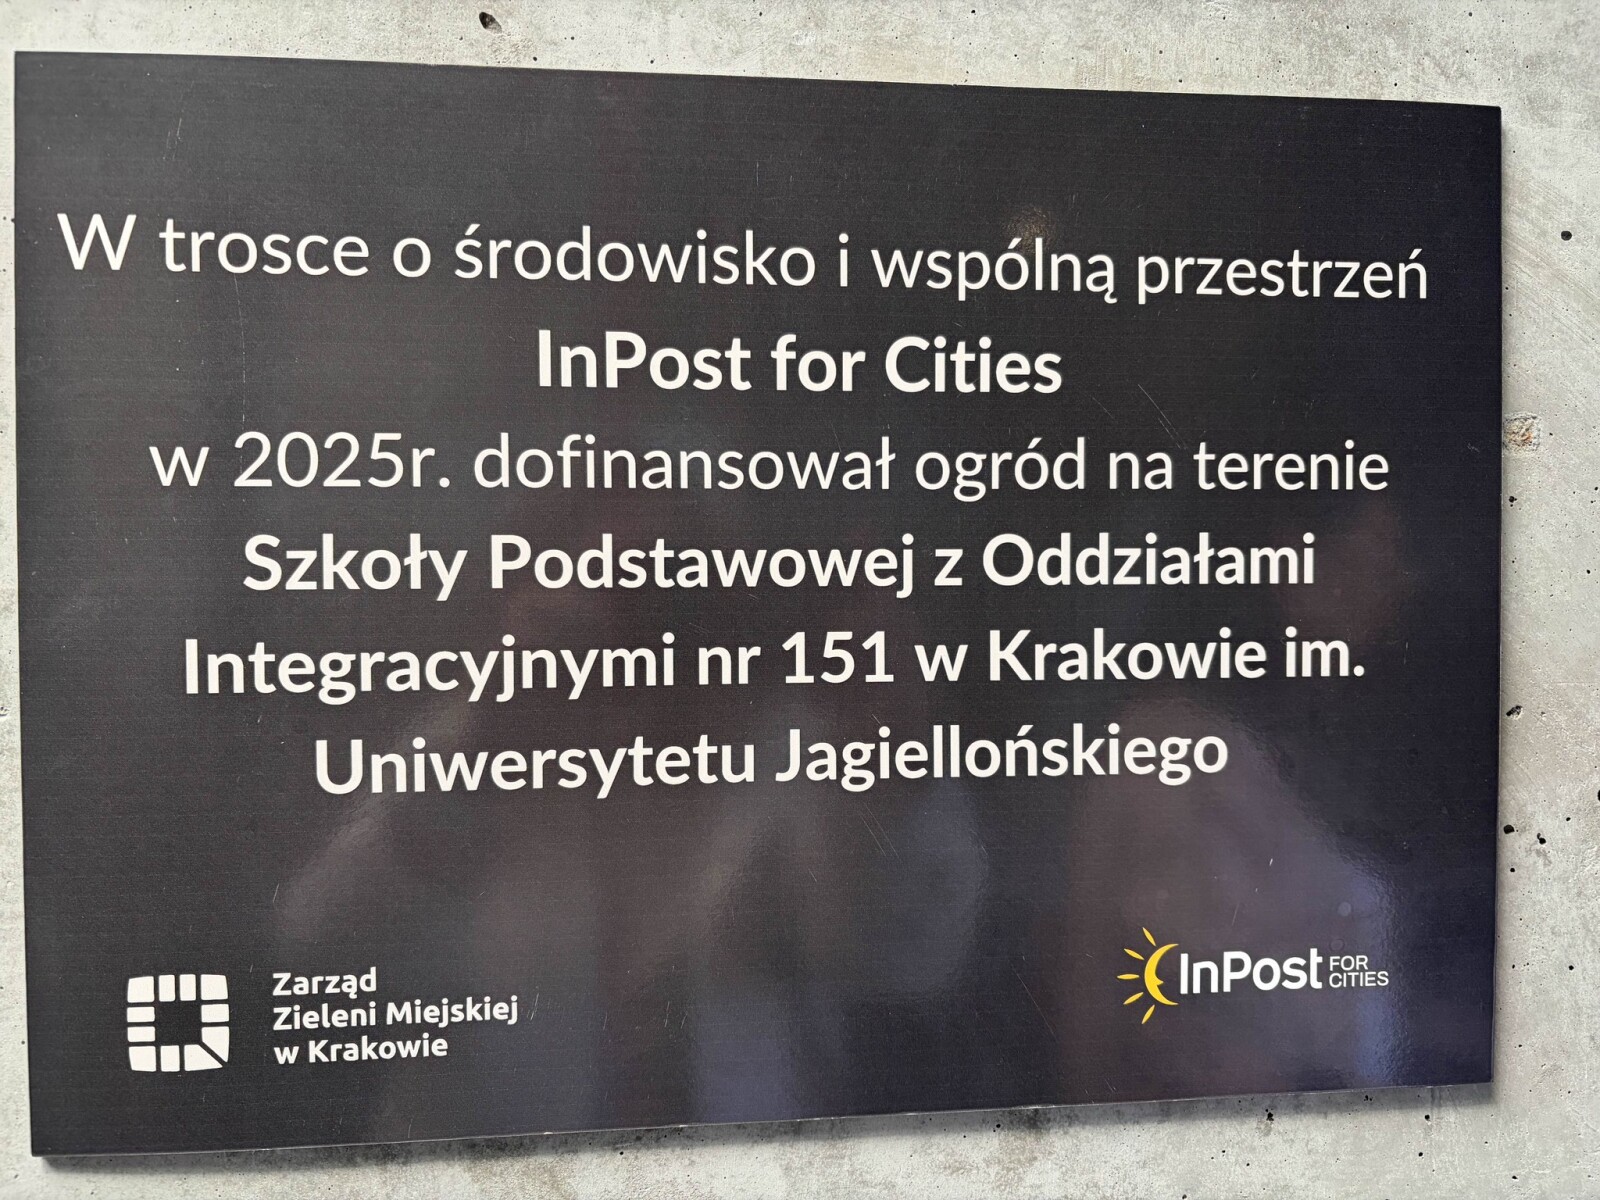 W trosce o środowisko i wspólną przestrzeń
InPost for Cities
w 2025r. dofinansował ogród na terenie
Szkoły Podstawowej z Oddziałami
Integracyjnymi nr 151 w Krakowie im.
Uniwersytetu Jagiellońskiego
Zarząd
Zieleni Miejskiej
w Krakowie
InPost FOR
CITIES